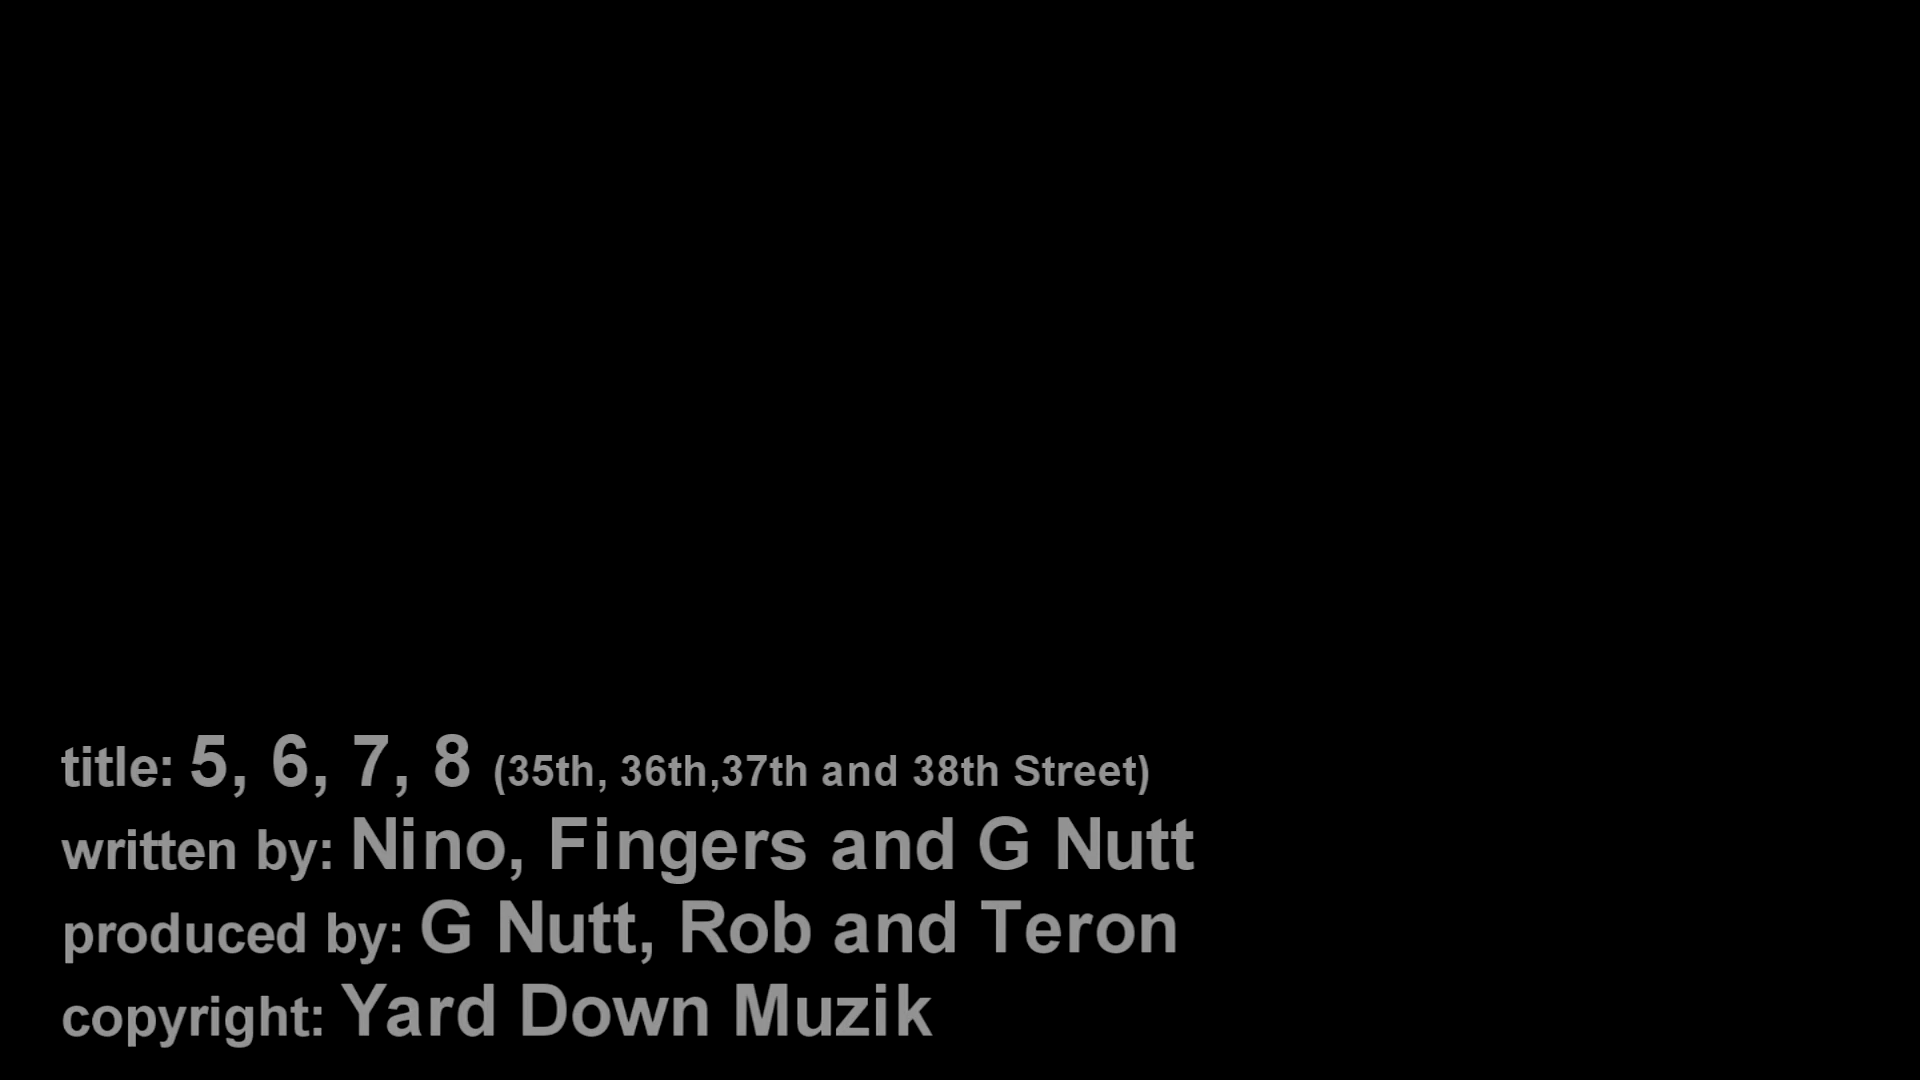 title: 5, 6, 7, 8 (35th, 36th,37th and 38th Street)
written by: Nino, Fingers and G Nutt
produced by: G Nutt, Rob and Teron
copyright: Yard Down Muzik